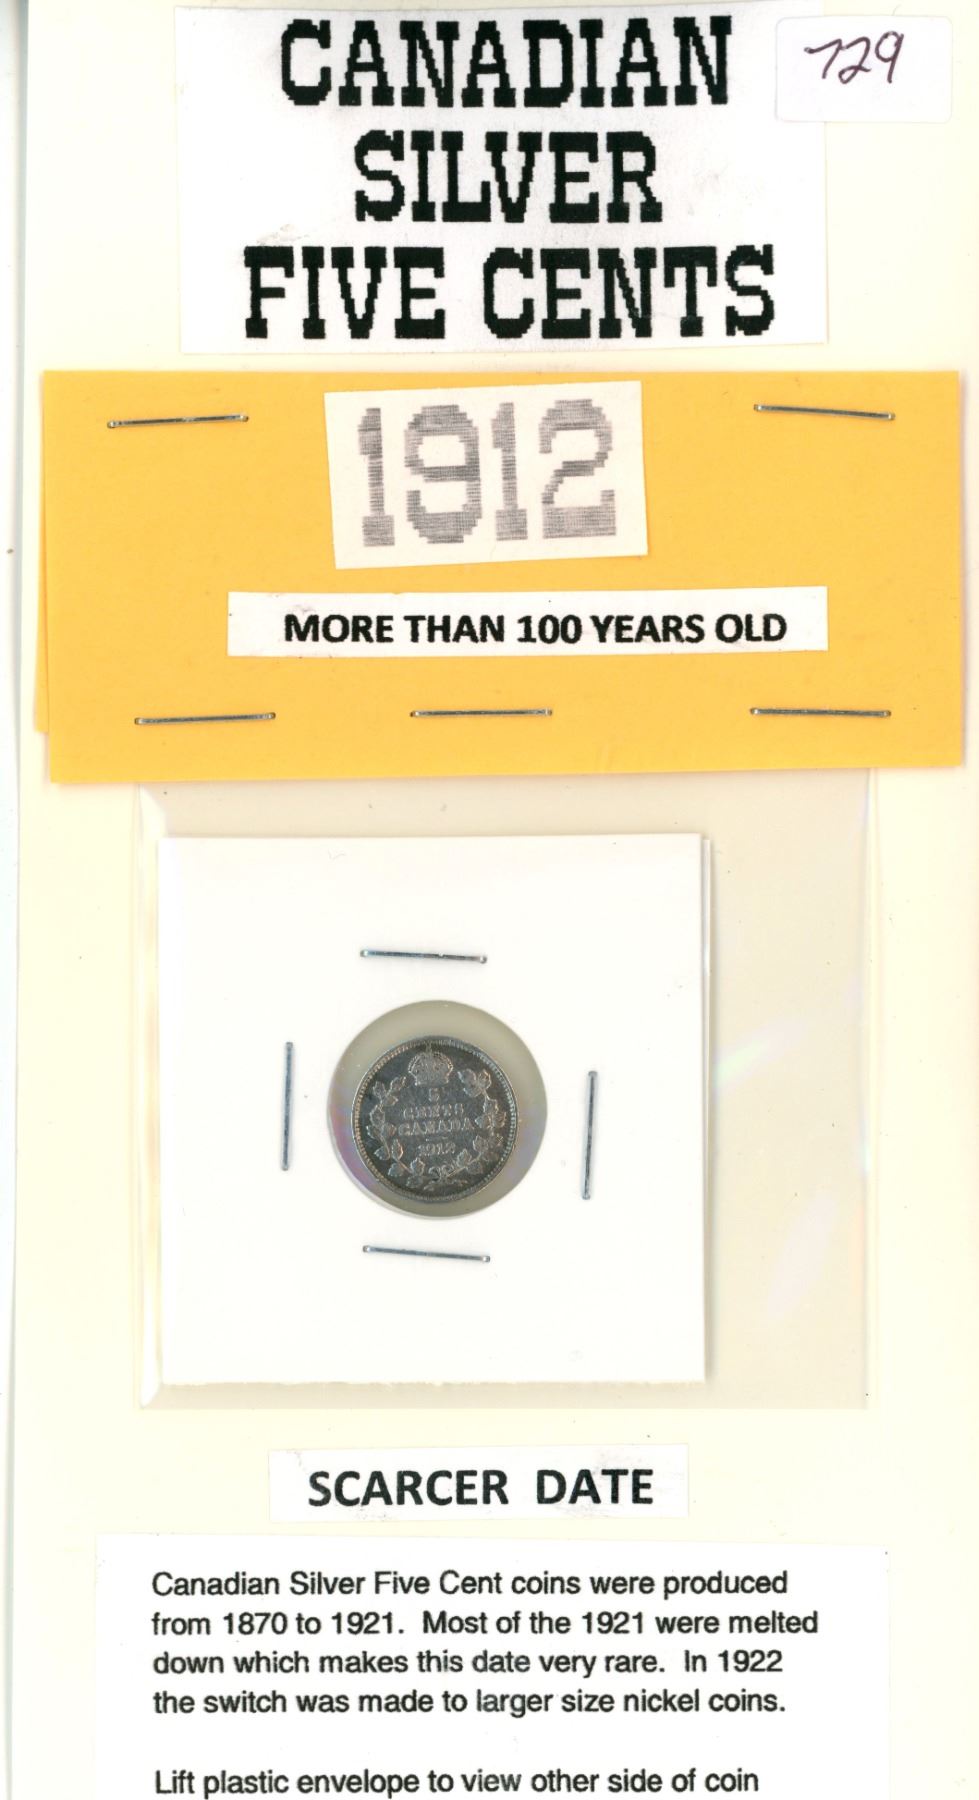 CANADIAN
SILVER
FIVE CENTS
729
1912
MORE THAN 100 YEARS OLD
5
CENTS
CANADA
1912
SCARCER DATE
Canadian Silver Five Cent coins were produced
from 1870 to 1921. Most of the 1921 were melted
down which makes this date very rare. In 1922
the switch was made to larger size nickel coins.
Lift plastic envelope to view other side of coin